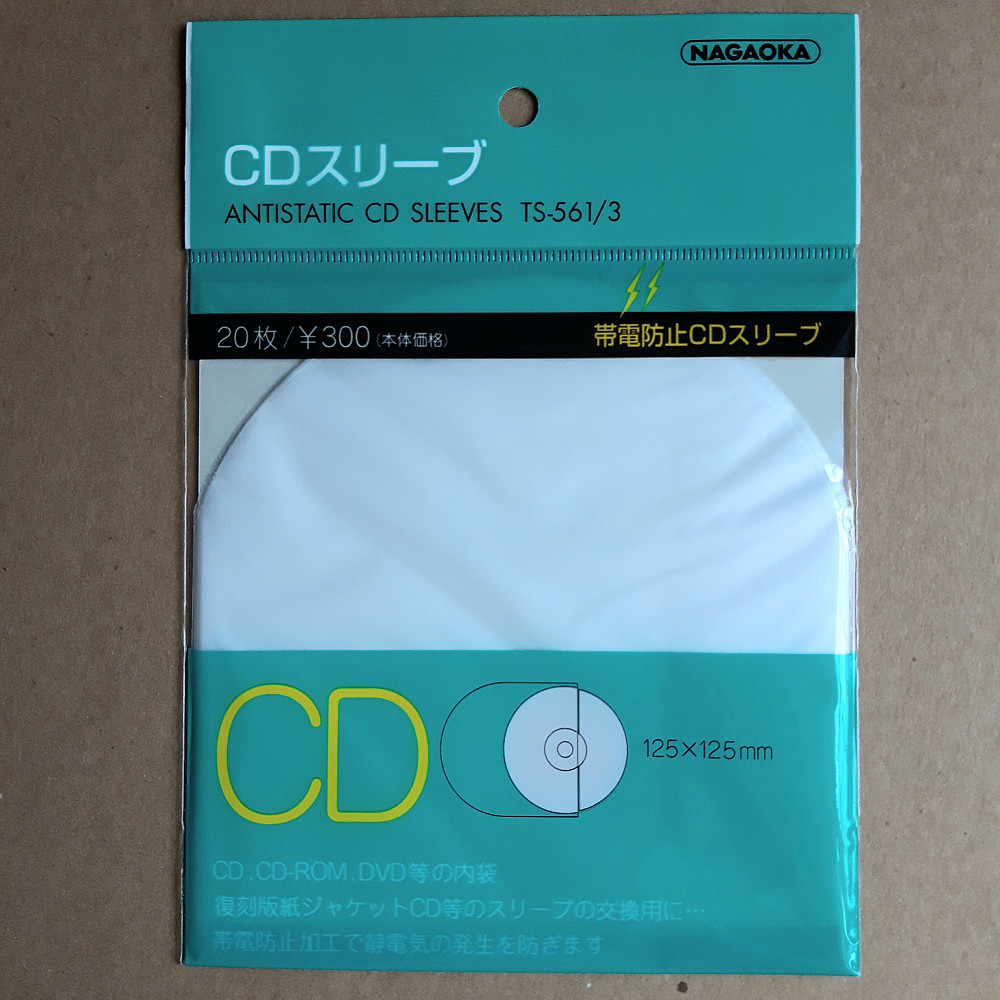 NAGAOKA
CDスリーブ
ANTISTATIC CD SLEEVES TS-561/3
20枚/¥300(本体価格)
帯電防止CDスリーブ
CD
125×125mm
CD、CD-ROM、DVD等の内袋
復刻版紙ジャケットCD等のスリーブの交換用に…
帯電防止加工で静電気の発生を防ぎます